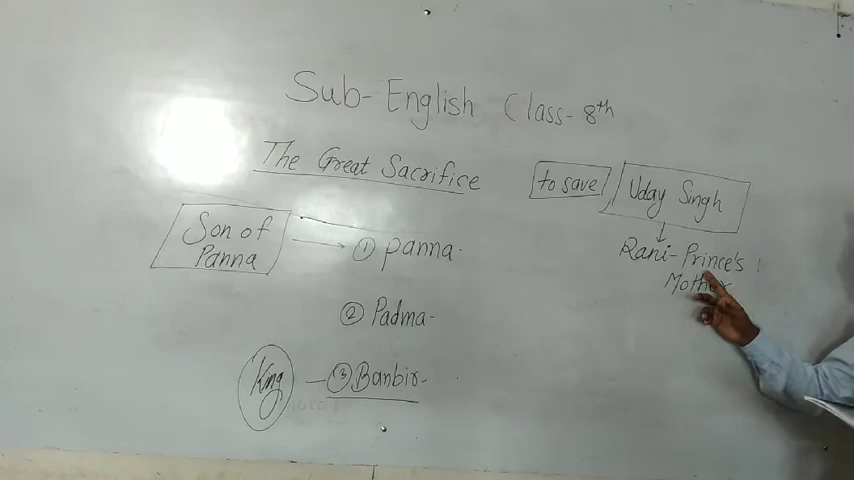 Sub- English Class- 8th
The Great Sacrifice
to save
Uday Singh
Rani- Prince's :
Mother
Son of
Panna
① Panna.
② Padma-
King
③ Banbir-